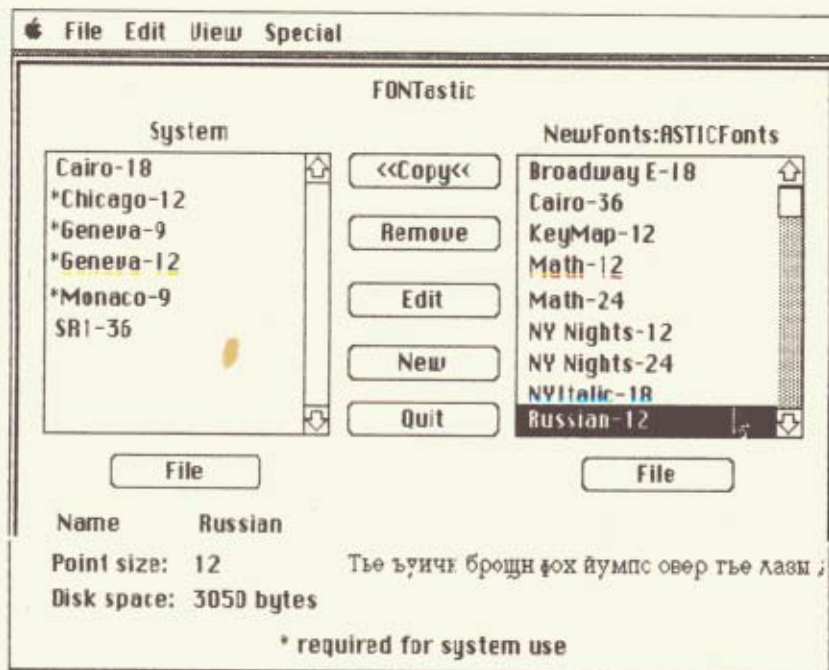 File Edit View Special
FONTastic
System
NewFonts:ASTICFonts
Cairo-18
*Chicago-12
*Geneva-9
*Geneva-12
*Monaco-9
SR1-36
<<Copy<<
Remove
Edit
New
Quit
Broadway E-18
Cairo-36
KeyMap-12
Math-12
Math-24
NY Nights-12
NY Nights-24
NYItalic-18
Russian-12
File
File
Name Russian
Point size: 12
Тье ъуичк брощн фох йумпс овер тье лазы
Disk space: 3050 bytes
* required for system use